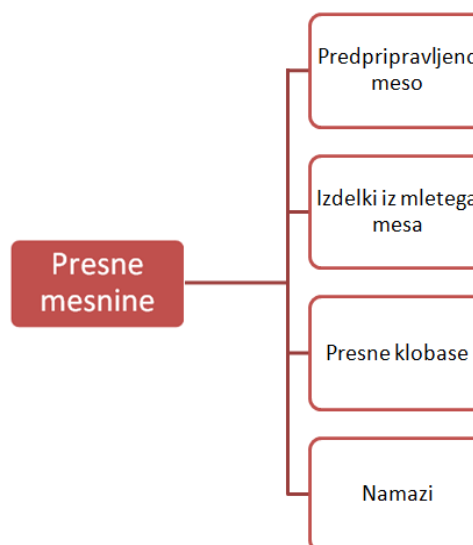 Presne
mesnine
Predpripravljeno
meso
Izdelki iz mletega
mesa
Presne klobase
Namazi